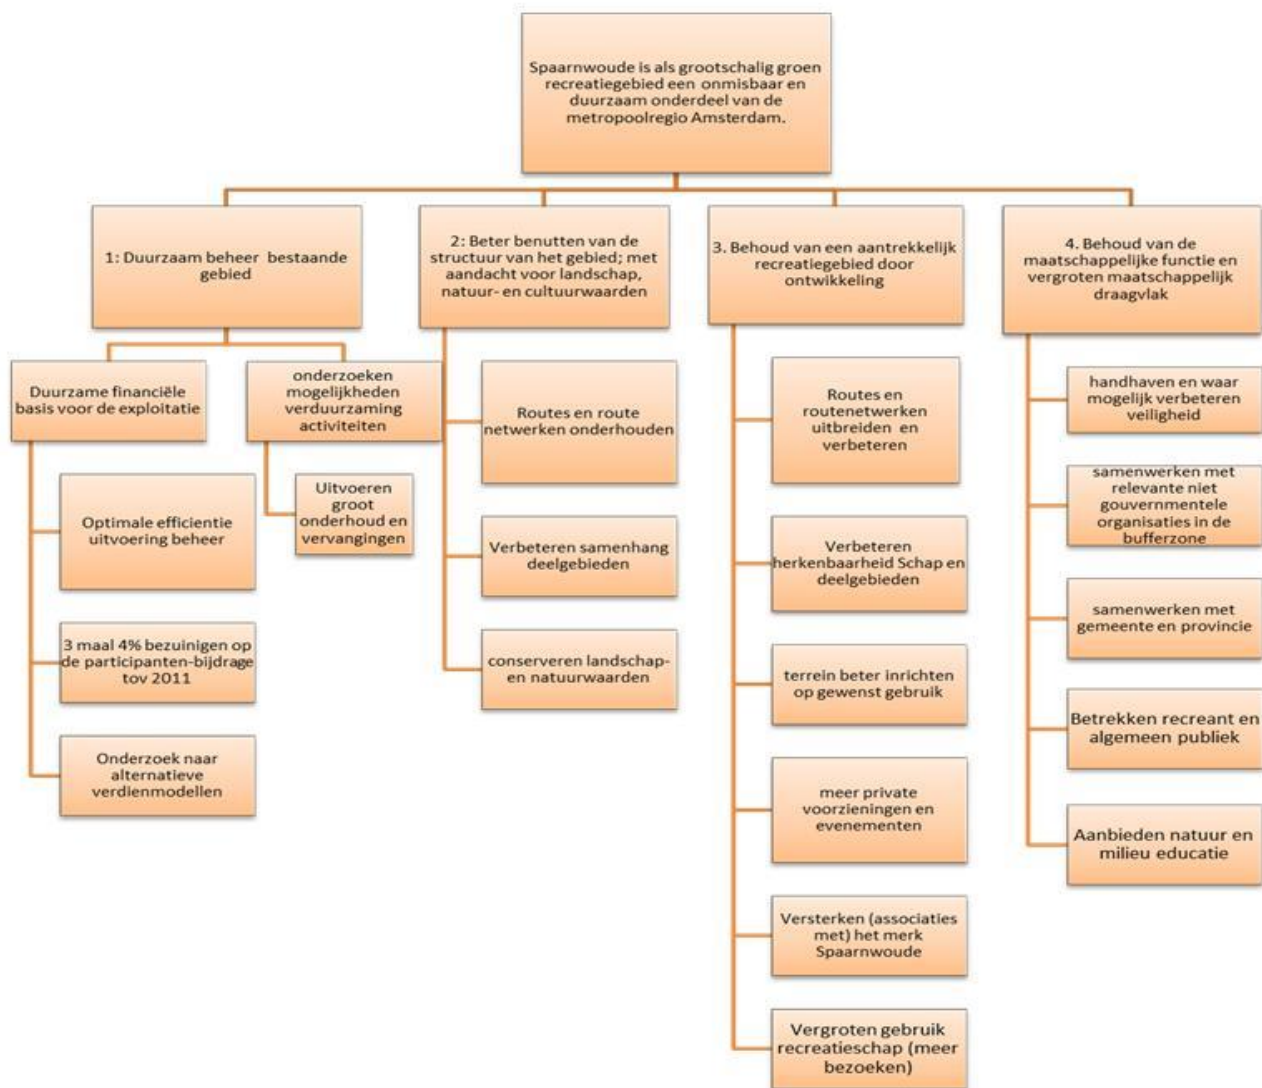 Spaarnwoude is als grootschalig groen
recreatiegebied een onmisbaar en
duurzaam onderdeel van de
metropoolregio Amsterdam.
1: Duurzaam beheer bestaande
gebied
Duurzame financiële
basis voor de exploitatie
Optimale efficientie
uitvoering beheer
3 maal 4% bezuinigen op
de participanten-bijdrage
tov 2011
Onderzoek naar
alternatieve
verdienmodellen
onderzoeken
mogelijkheden
verduurzaming
activiteiten
Uitvoeren
groot
onderhoud en
vervangingen
2: Beter benutten van de
structuur van het gebied; met
aandacht voor landschap,
natuur- en cultuurwaarden
Routes en route
netwerken onderhouden
Verbeteren samenhang
deelgebieden
conserveren landschap-
en natuurwaarden
3. Behoud van een aantrekkelijk
recreatiegebied door
ontwikkeling
Routes en
routenetwerken
uitbreiden en
verbeteren
Verbeteren
herkenbaarheid Schap en
deelgebieden
terrein beter inrichten
op gewenst gebruik
meer private
voorzieningen en
evenementen
Versterken (associaties
met) het merk
Spaarnwoude
Vergroten gebruik
recreatieschap (meer
bezoeken)
4. Behoud van de
maatschappelijke functie en
vergroten maatschappelijk
draagvlak
handhaven en waar
mogelijk verbeteren
veiligheid
samenwerken met
relevante niet
gouvernmentele
organisaties in de
bufferzone
samenwerken met
gemeente en provincie
Betrekken recreant en
algemeen publiek
Aanbieden natuur en
milieu educatie